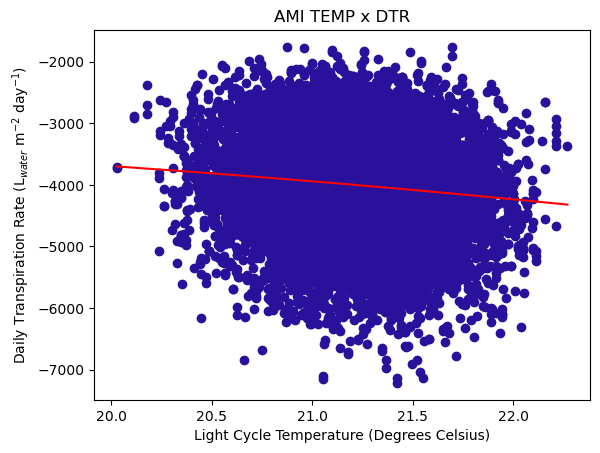 AMI TEMP x DTR
Daily Transpiration Rate (L$_{water}$ m$^{-2}$ day$^{-1}$)
−2000
−3000
−4000
−5000
−6000
−7000
20.0 20.5 21.0 21.5 22.0
Light Cycle Temperature (Degrees Celsius)